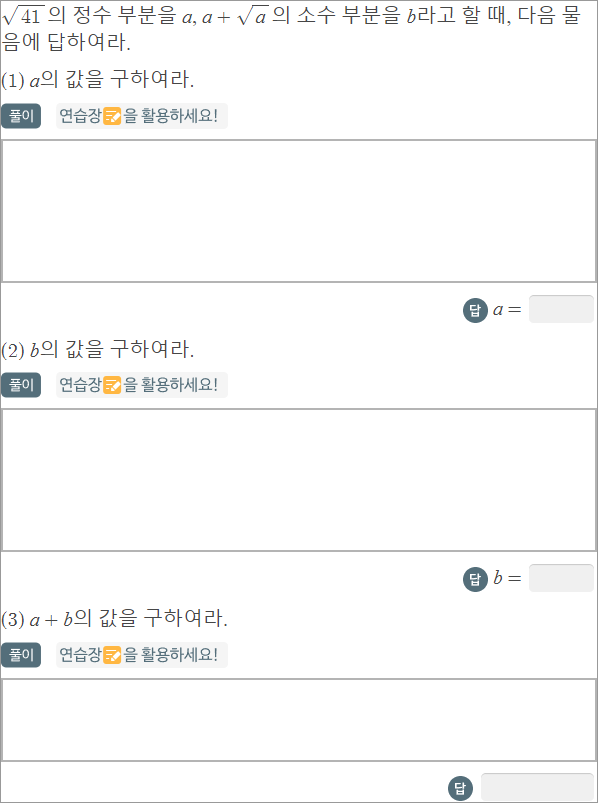 √41 의 정수 부분을 a, a + √a 의 소수 부분을 b라고 할 때, 다음 물
음에 답하여라.
(1) a의 값을 구하여라.
풀이 연습장을 활용하세요!
답 a =
(2) b의 값을 구하여라.
풀이 연습장을 활용하세요!
답 b =
(3) a + b의 값을 구하여라.
풀이 연습장을 활용하세요!
답